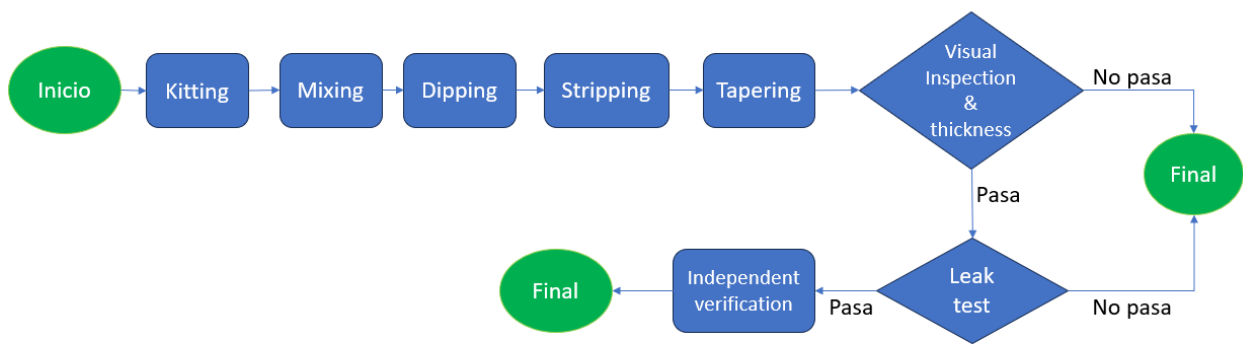 Inicio
Kitting
Mixing
Dipping
Stripping
Tapering
Visual
Inspection
&
thickness
No pasa
Final
Pasa
Leak
test
No pasa
Pasa
Independent
verification
Final